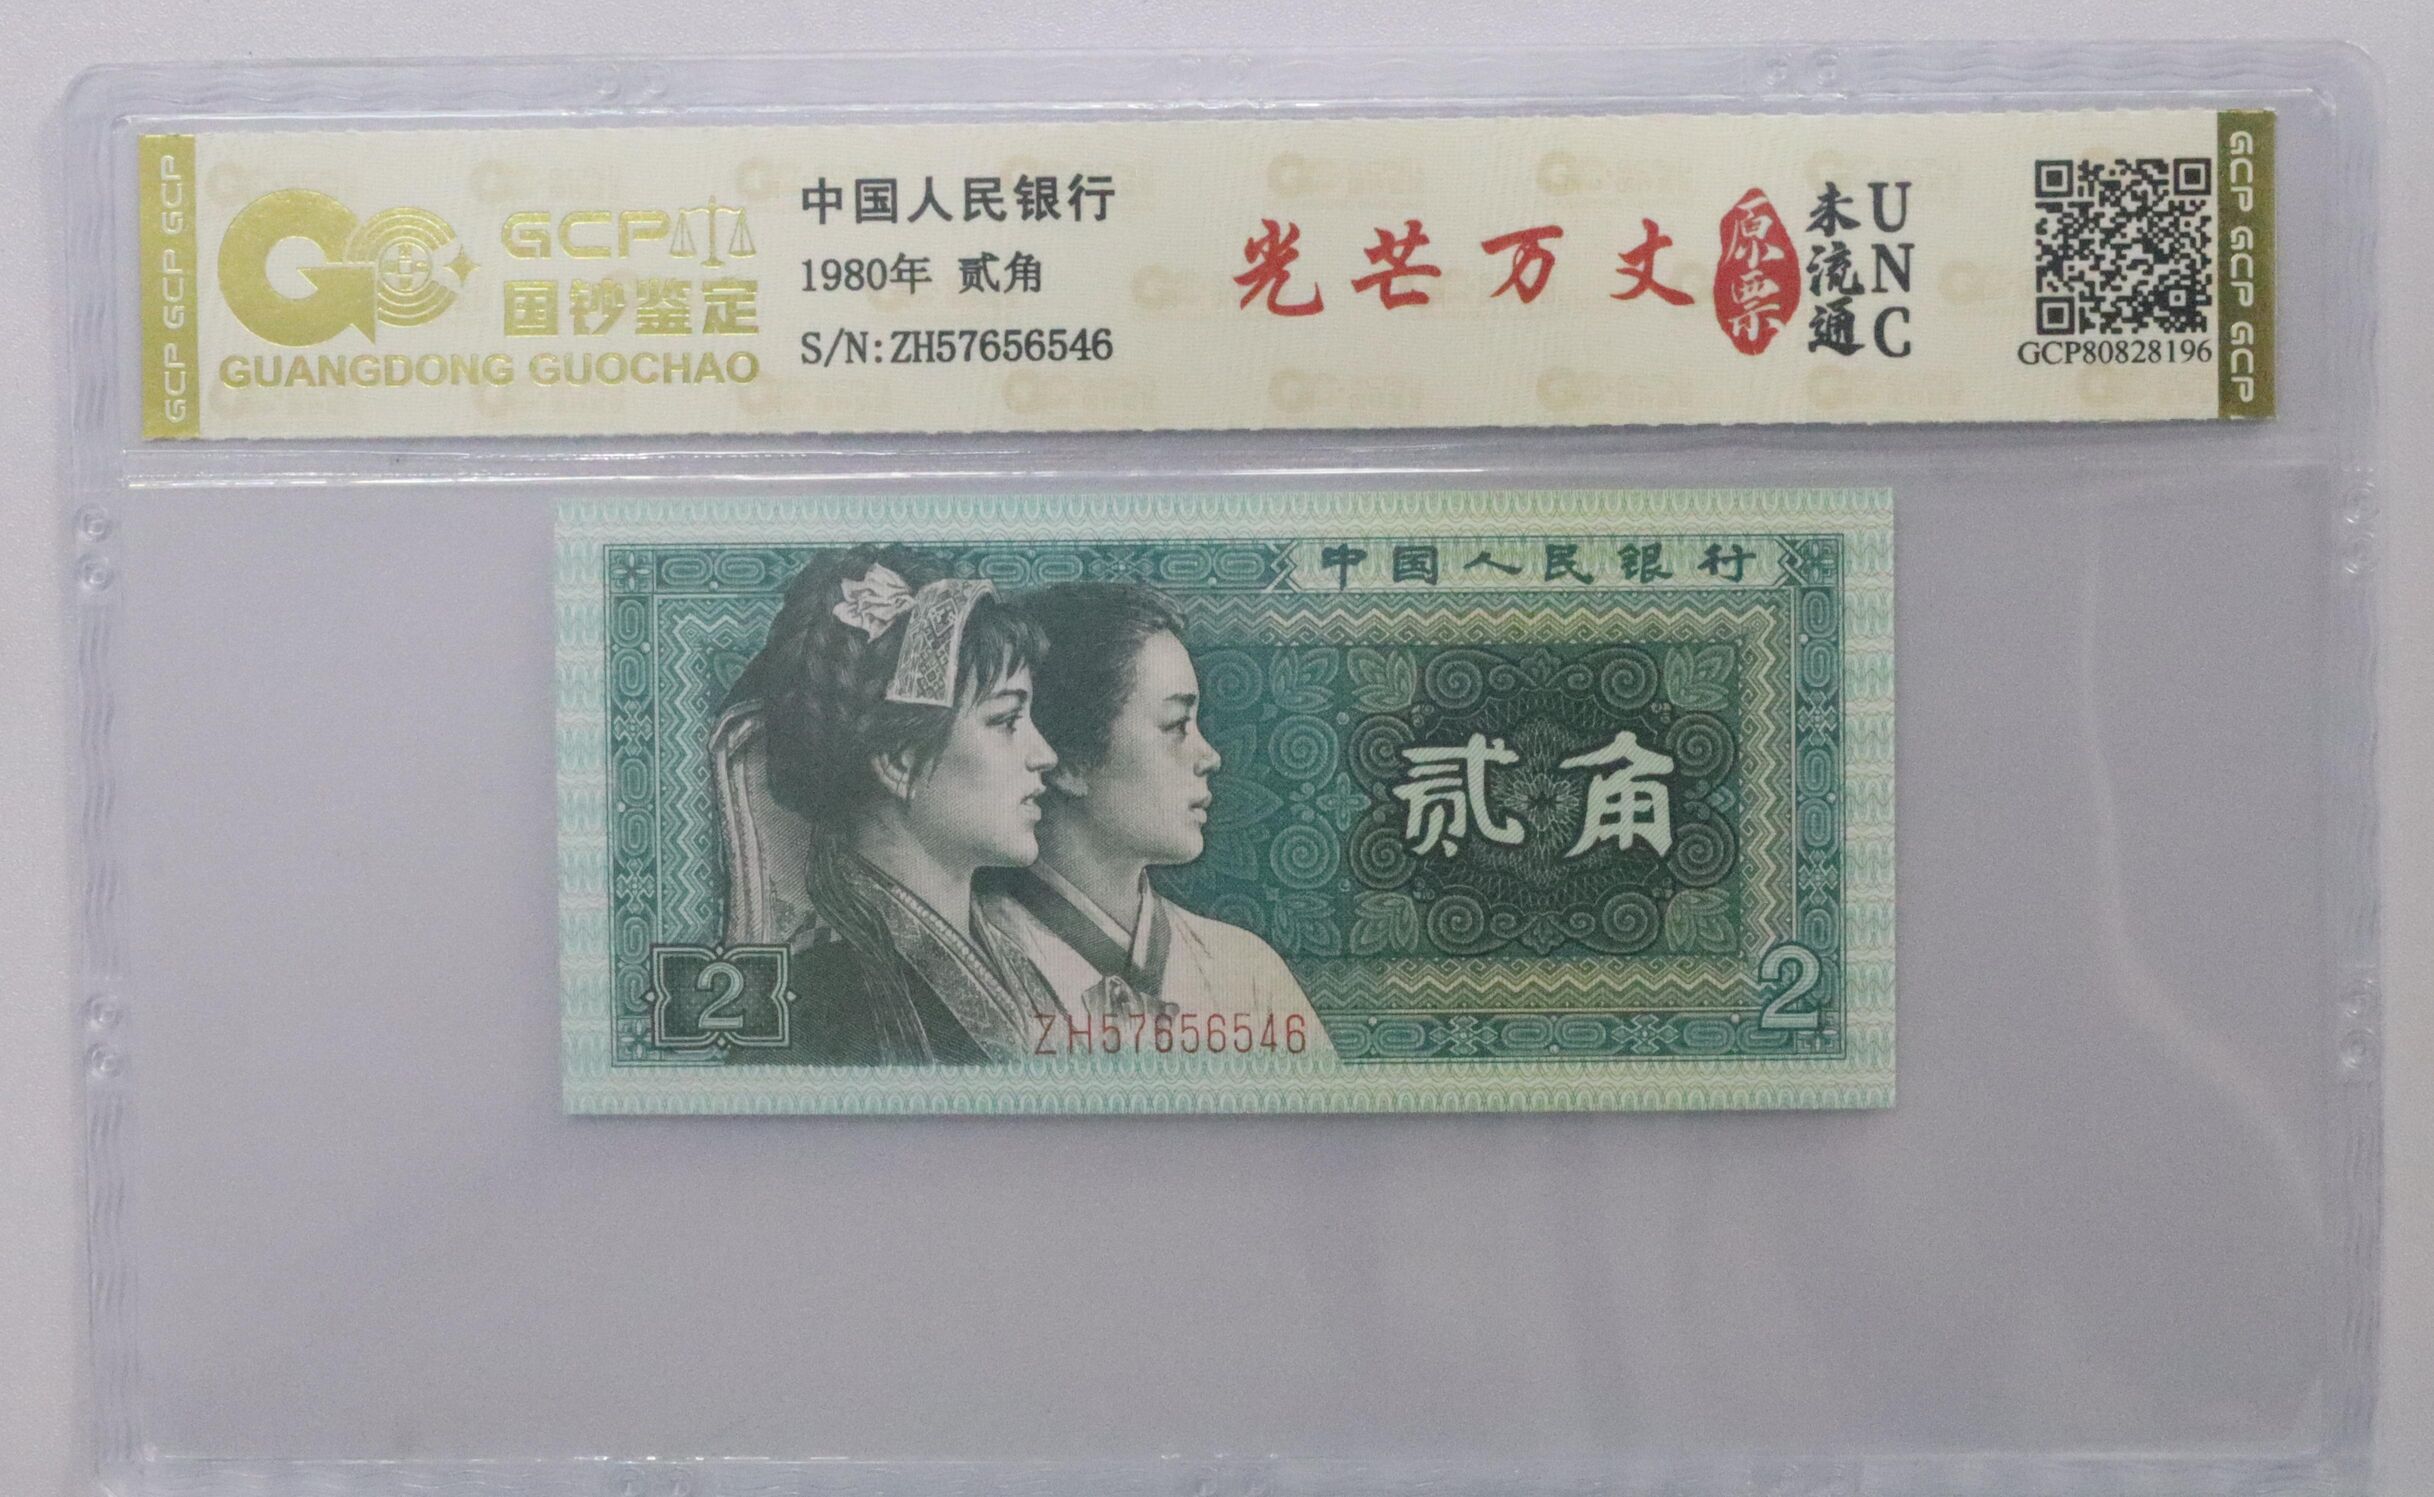 GCP GCP GCP
GCP
国钞鉴定
GUANGDONG GUOCHAO
中国人民银行
1980年 贰角
S/N:ZH57656546
光芒万丈
原票
未流通
UNC
GCP80828196
GCP GCP GCP
中国人民银行
贰角
2
2
ZH57656546